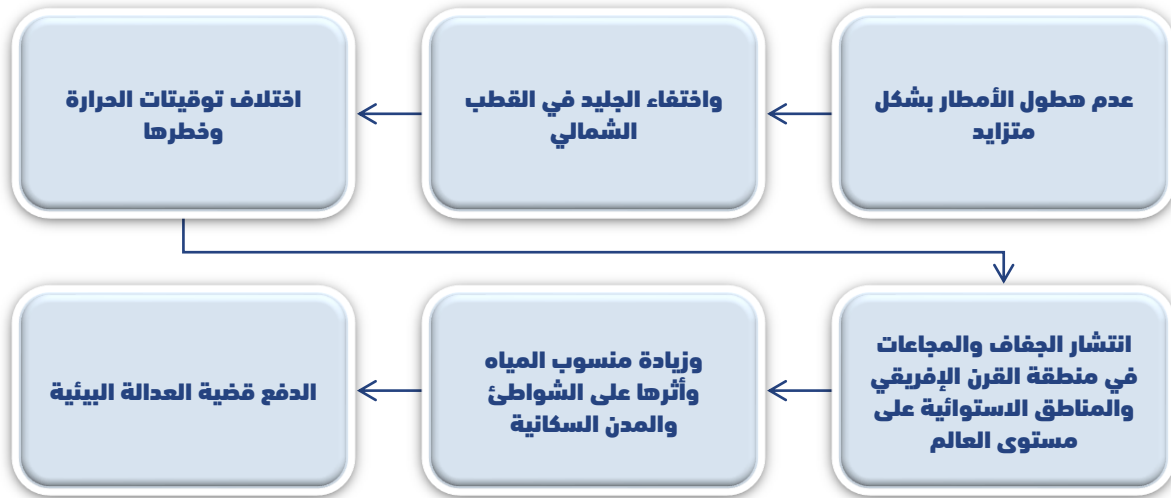 عدم هطول الأمطار بشكل
متزايد
واختفاء الجليد في القطب
الشمالي
اختلاف توقيتات الحرارة
وخطرها
انتشار الجفاف والمجاعات
في منطقة القرن الإفريقي
والمناطق الاستوائية على
مستوى العالم
وزيادة منسوب المياه
وأثرها على الشواطئ
والمدن السكانية
الدفع قضية العدالة البيئية